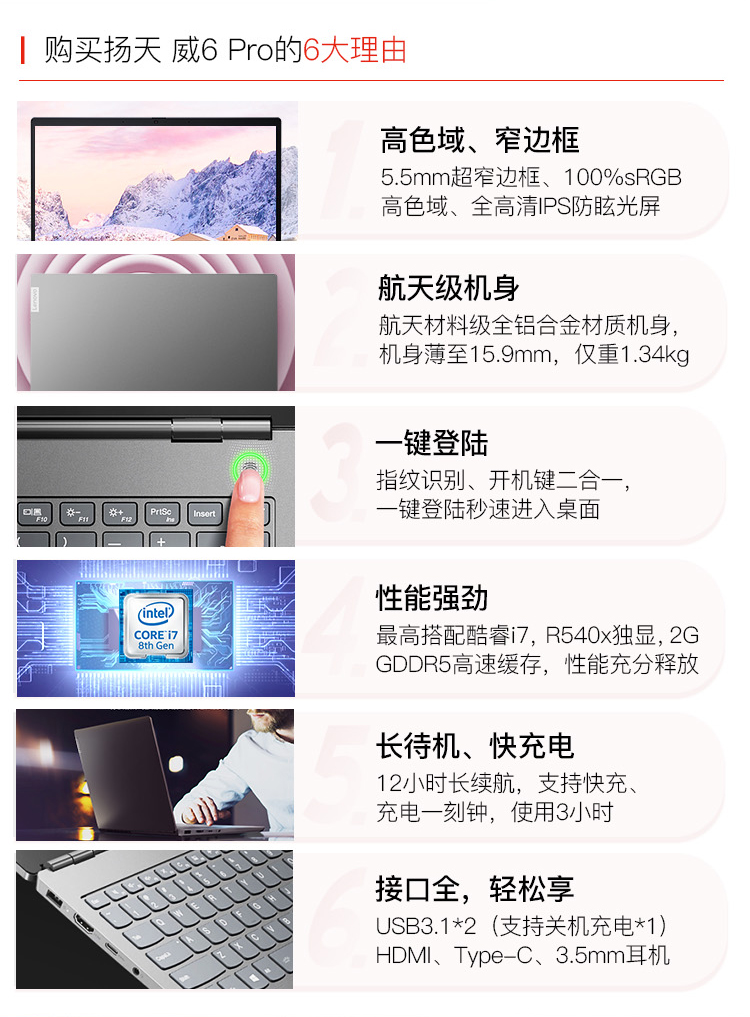 购买扬天 威6 Pro的6大理由
1.
高色域、窄边框
5.5mm超窄边框、100%sRGB
高色域、全高清IPS防眩光屏
Lenovo
2.
航天级机身
航天材料级全铝合金材质机身，
机身薄至15.9mm，仅重1.34kg
F10 F11 F12 PrtSc Ins Insert
3.
一键登陆
指纹识别、开机键二合一，
一键登陆秒速进入桌面
intel
CORE i7
8th Gen
4.
性能强劲
最高搭配酷睿i7, R540x独显, 2G
GDDR5高速缓存，性能充分释放
5.
长待机、快充电
12小时长续航，支持快充、
充电一刻钟，使用3小时
6.
接口全，轻松享
USB3.1*2（支持关机充电*1）
HDMI、Type-C、3.5mm耳机